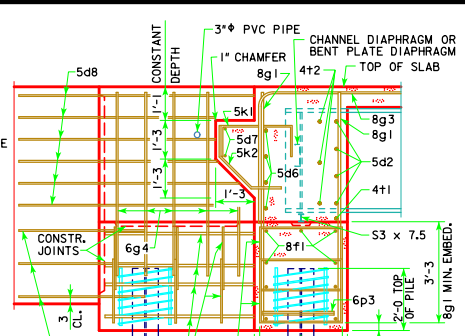 3"Φ PVC PIPE
CHANNEL DIAPHRAGM OR
BENT PLATE DIAPHRAGM
TOP OF SLAB
1" CHAMFER
CONSTANT
DEPTH
5d8
8g1
4t2
1'-1
8g3
5k1
8g1
E
1'-3
5d7
5k2
5d2
1'-3
5d6
4t1
1'-3
S3 x 7.5
CONSTR.
JOINTS
6g4
8f1
3'-3
8g1 MIN. EMBED.
2'-0 TOP
OF PILE
6p3
3
CL.